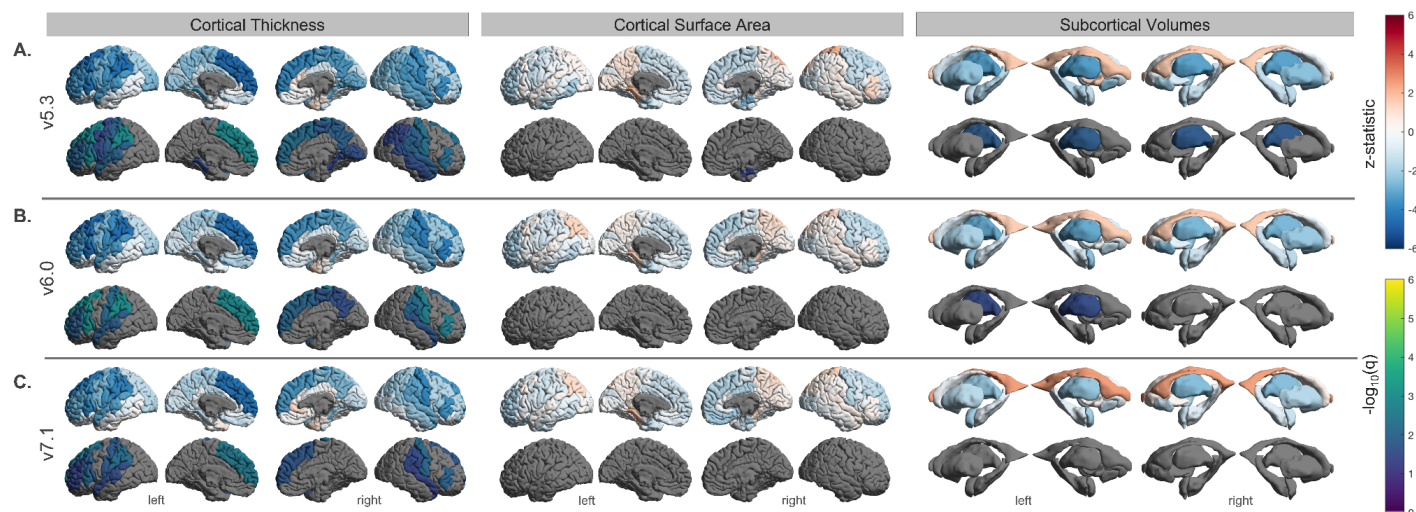 Cortical Thickness
Cortical Surface Area
Subcortical Volumes
A.
v5.3
B.
v6.0
C.
v7.1
left
right
left
right
left
right
6
4
2
0
-2
-4
-6
z-statistic
6
5
4
3
2
1
0
-log10(q)